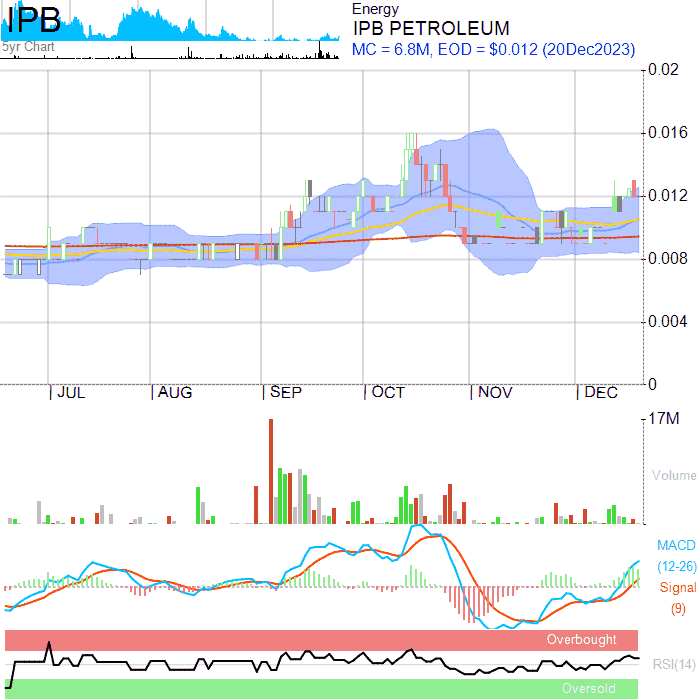 IPB
5yr Chart
Energy
IPB PETROLEUM
MC = 6.8M, EOD = $0.012 (20Dec2023)
0.02
0.016
0.012
0.008
0.004
0
JUL AUG SEP OCT NOV DEC
17M
Volume
MACD
(12-26)
Signal
(9)
Overbought
RSI(14)
Oversold